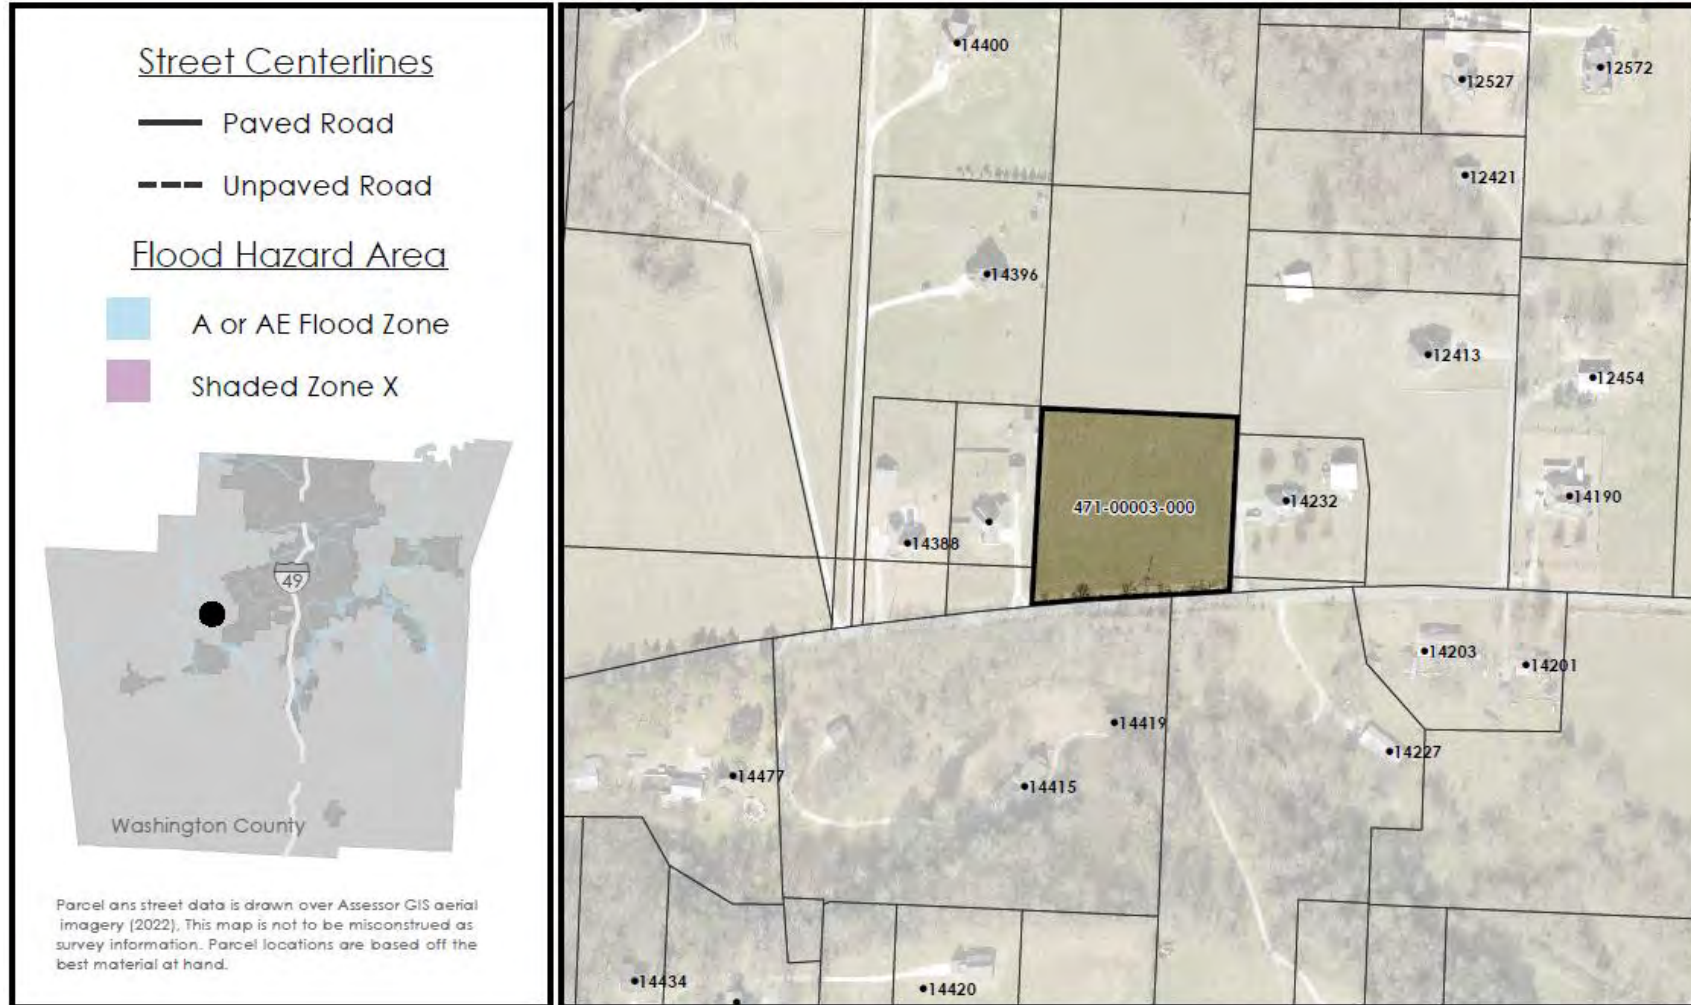 Street Centerlines
Paved Road
Unpaved Road
Flood Hazard Area
A or AE Flood Zone
Shaded Zone X
49
Washington County
Parcel ans street data is drawn over Assessor GIS aerial
imagery (2022). This map is not to be misconstrued as
survey information. Parcel locations are based off the
best material at hand.
14400
12527
12572
12421
14396
12413
12454
471-00003-000
14232
14190
14388
14203
14201
14419
14227
14477
14415
14434
14420